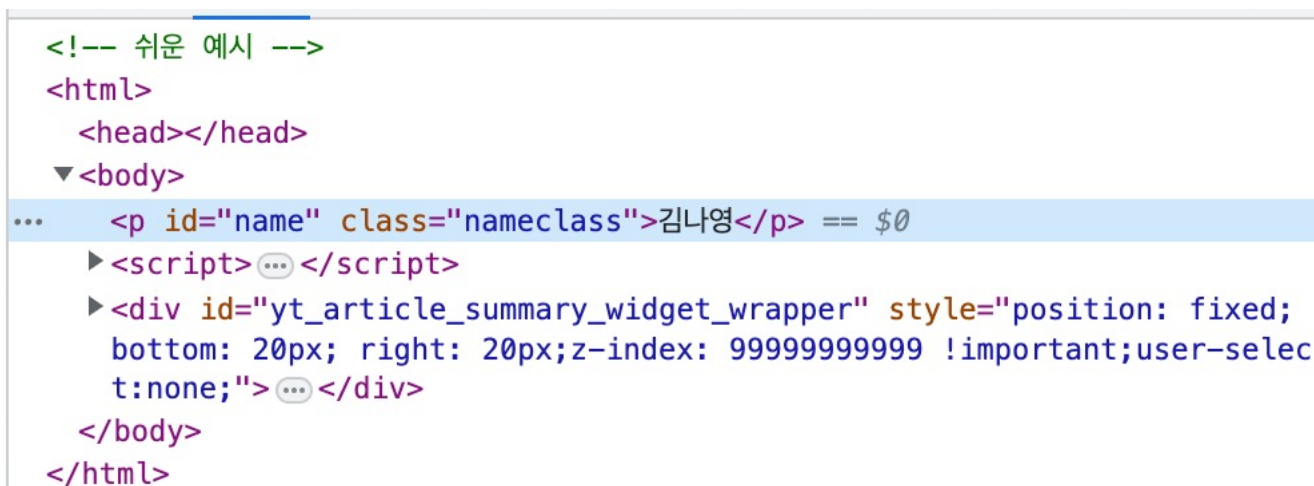 <!-- 쉬운 예시 -->
<html>
<head></head>
<body>
<p id="name" class="nameclass">김나영</p> == $0
<script>…</script>
<div id="yt_article_summary_widget_wrapper" style="position: fixed;
bottom: 20px; right: 20px;z-index: 99999999999 !important;user-selec
t:none;">…</div>
</body>
</html>